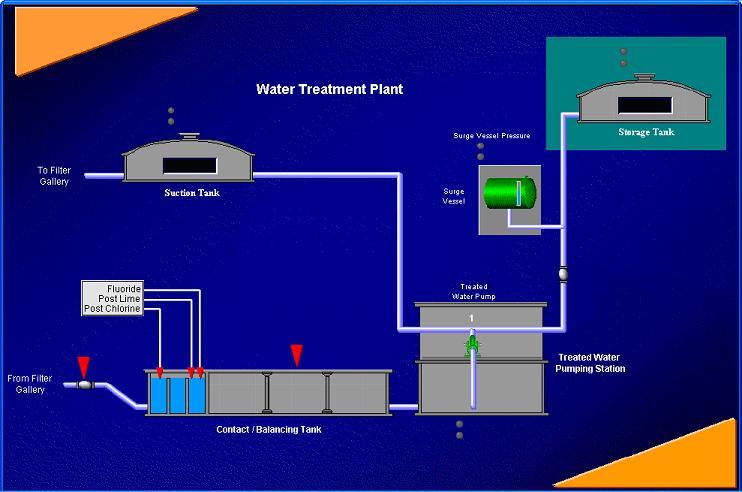 Water Treatment Plant
Storage Tank
Surge Vessel Pressure
To Filter
Gallery
Suction Tank
Surge
Vessel
Fluoride
Post Lime
Post Chlorine
Treated
Water Pump
1
Treated Water
Pumping Station
From Filter
Gallery
Contact / Balancing Tank